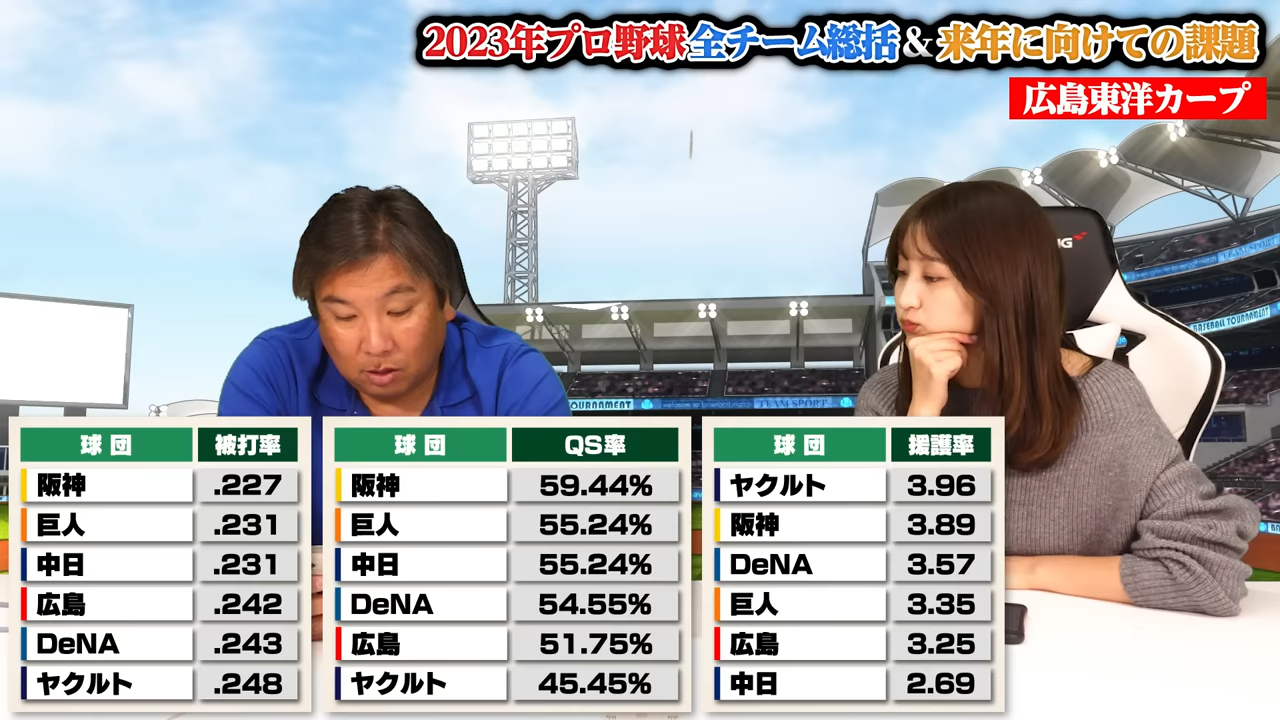 2023年プロ野球全チーム総括&来年に向けての課題
広島東洋カープ
NG
BASEBALL TOURNAMENT
TOURNAMENT
TEAM SPORT
球団 被打率
阪神 .227
巨人 .231
中日 .231
広島 .242
DeNA .243
ヤクルト .248
球団 QS率
阪神 59.44%
巨人 55.24%
中日 55.24%
DeNA 54.55%
広島 51.75%
ヤクルト 45.45%
球団 援護率
ヤクルト 3.96
阪神 3.89
DeNA 3.57
巨人 3.35
広島 3.25
中日 2.69